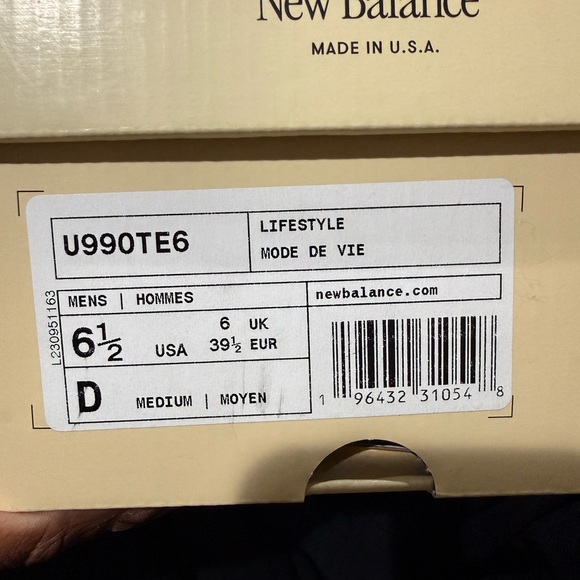 New Balance
MADE IN U.S.A.
U990TE6
LIFESTYLE
MODE DE VIE
L230951163
MENS | HOMMES
newbalance.com
6½ USA
6 UK
39½ EUR
D MEDIUM | MOYEN
1 96432 31054 8